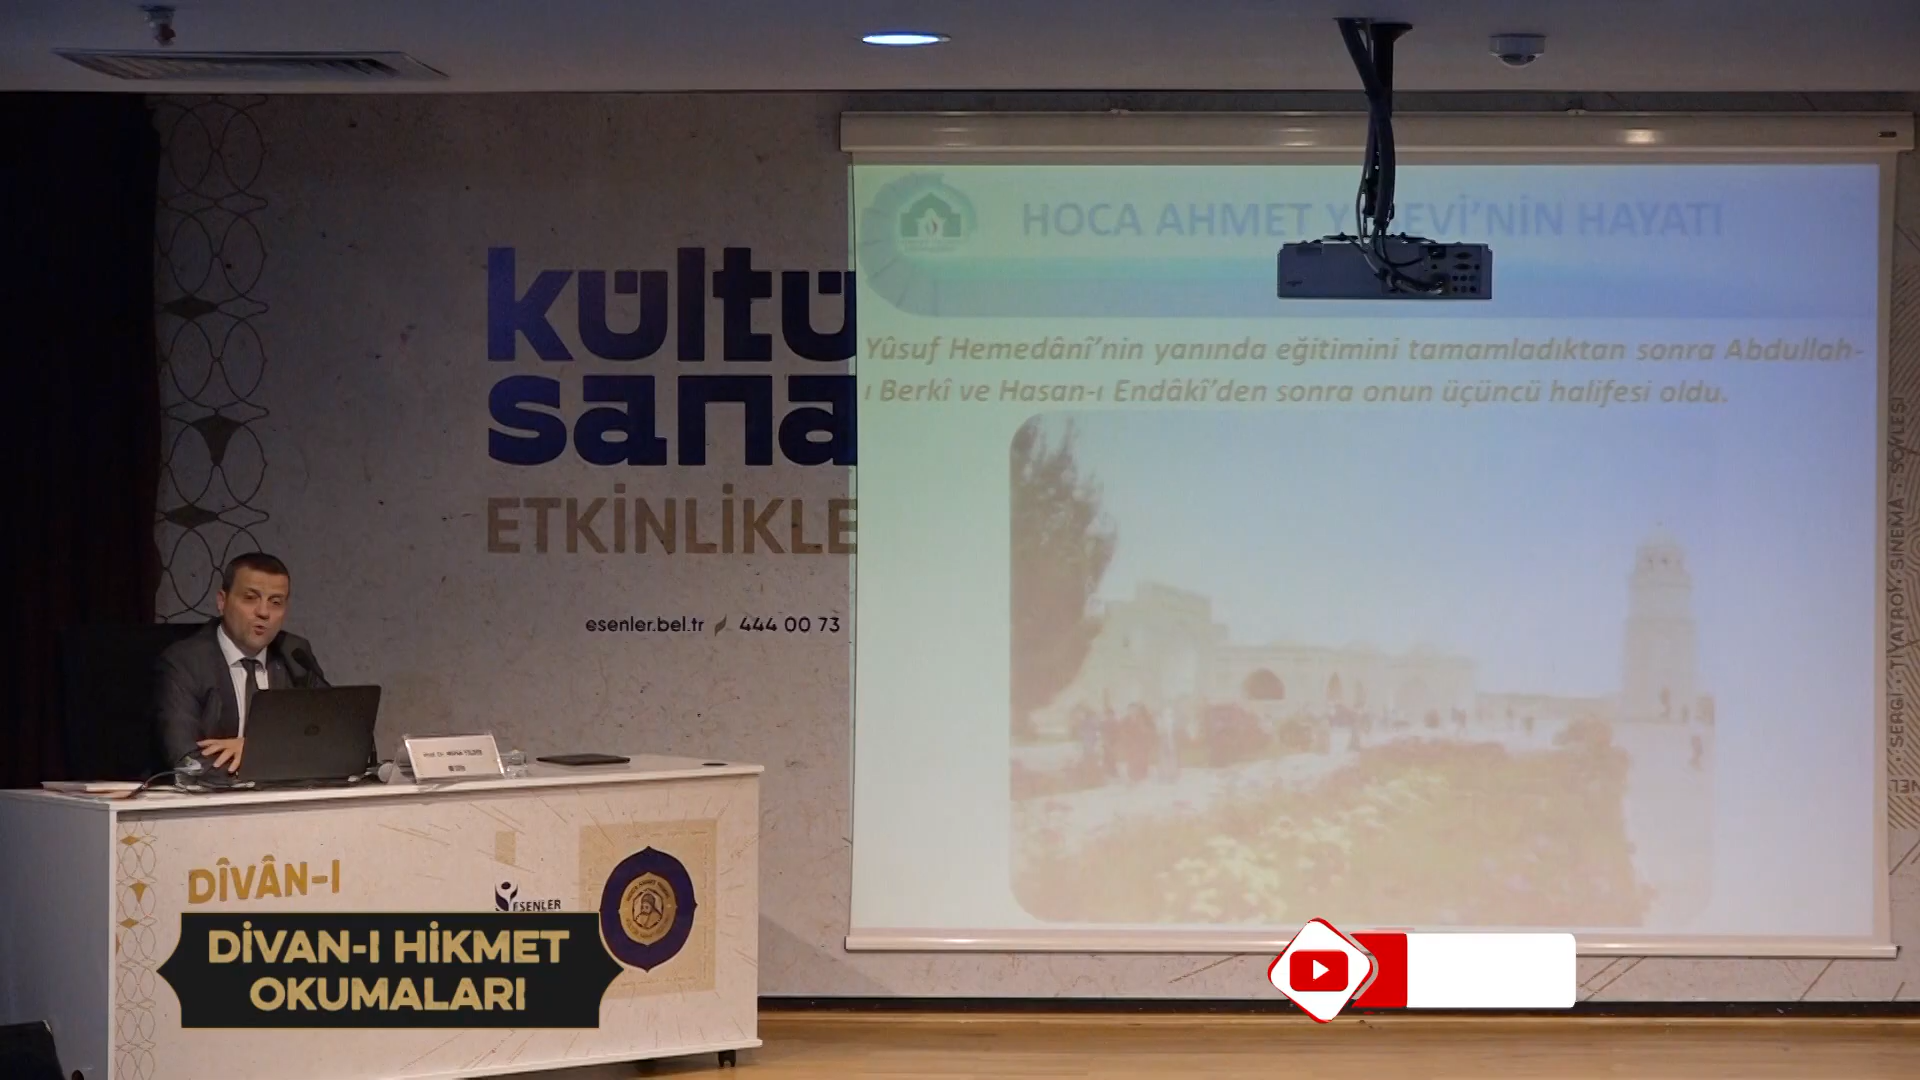 kültü
sana
ETKİNLİKLE
esenler.bel.tr
444 00 73
HOCA AHMET Y EVİ'NİN HAYATI
Yûsuf Hemedânî'nin yanında eğitimini tamamladıktan sonra Abdullah-
ı Berkî ve Hasan-ı Endâkî'den sonra onun üçüncü halifesi oldu.
SERGİ • TİYATRO • SİNEMA • SÖYLEŞİ
DÎVÂN-I
ESENLER
DİVAN-I HİKMET
OKUMALARI